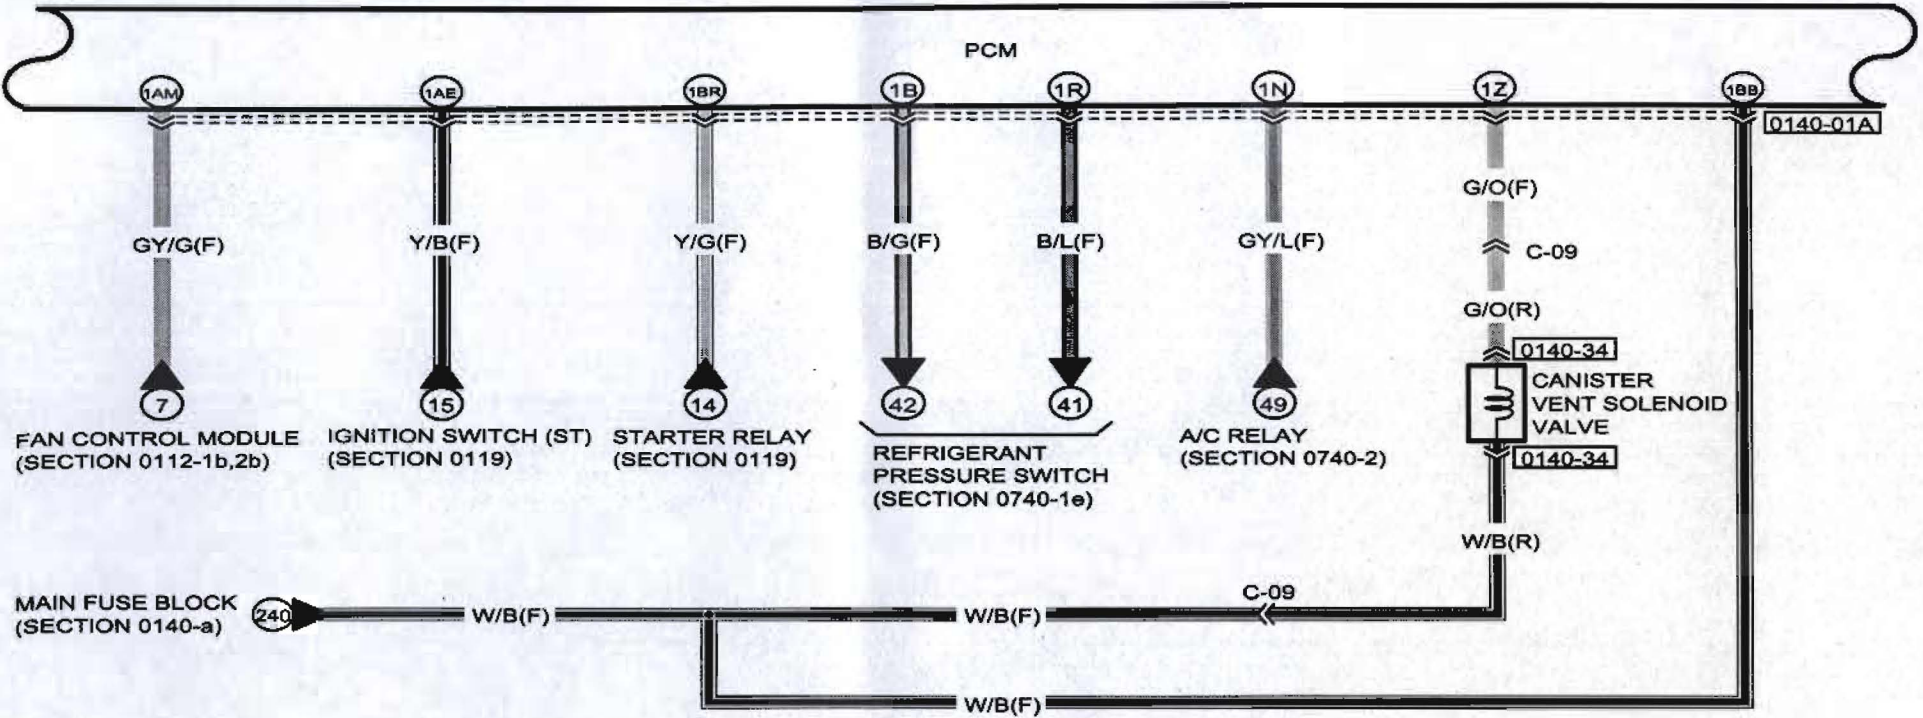 PCM
1AM 1AE 1BR 1B 1R 1N 1Z 1BB
0140-01A
G/O(F)
GY/G(F) Y/B(F) Y/G(F) B/G(F) B/L(F) GY/L(F)
C-09
G/O(R)
0140-34
CANISTER
VENT SOLENOID
VALVE
0140-34
7
FAN CONTROL MODULE
(SECTION 0112-1b,2b)
15
IGNITION SWITCH (ST)
(SECTION 0119)
14
STARTER RELAY
(SECTION 0119)
42 41
REFRIGERANT
PRESSURE SWITCH
(SECTION 0740-1e)
49
A/C RELAY
(SECTION 0740-2)
W/B(R)
MAIN FUSE BLOCK
(SECTION 0140-a)
240
W/B(F) W/B(F)
C-09
W/B(F)